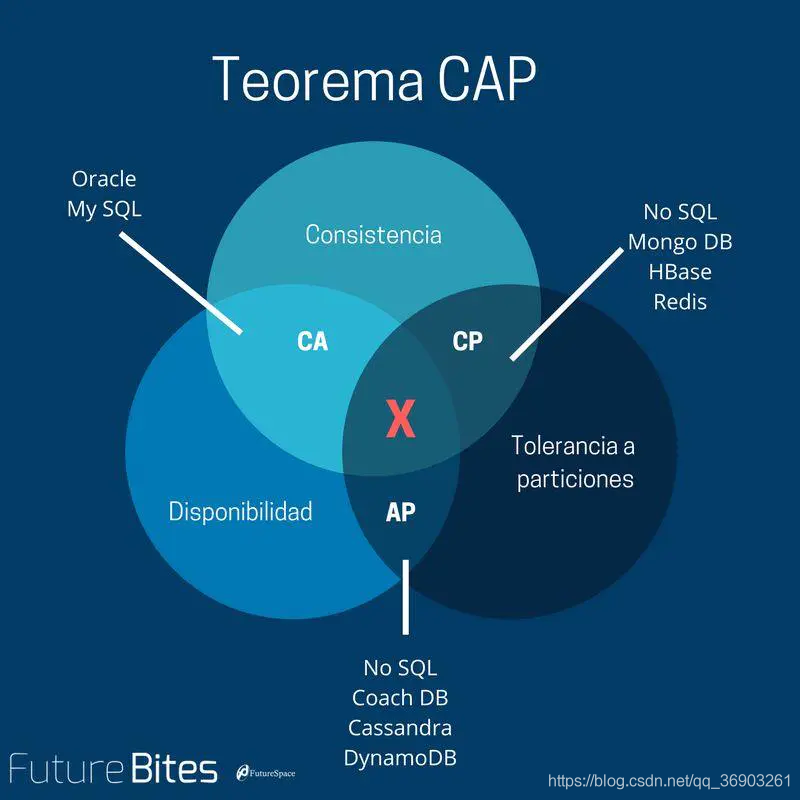 Teorema CAP
Oracle
My SQL
Consistencia
No SQL
Mongo DB
HBase
Redis
CA
CP
X
Tolerancia a
particiones
Disponibilidad
AP
No SQL
Coach DB
Cassandra
DynamoDB
FutureBites
FutureSpace
https://blog.csdn.net/qq_36903261